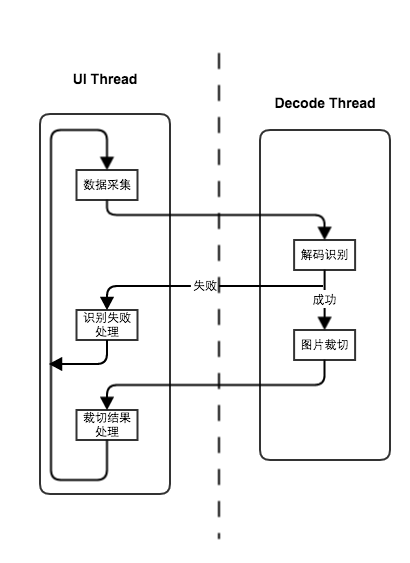 UI Thread
Decode Thread
数据采集
解码识别
失败
成功
识别失败
处理
图片裁切
裁切结果
处理